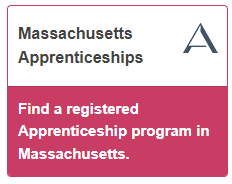 Massachusetts
Apprenticeships
Find a registered
Apprenticeship program in
Massachusetts.